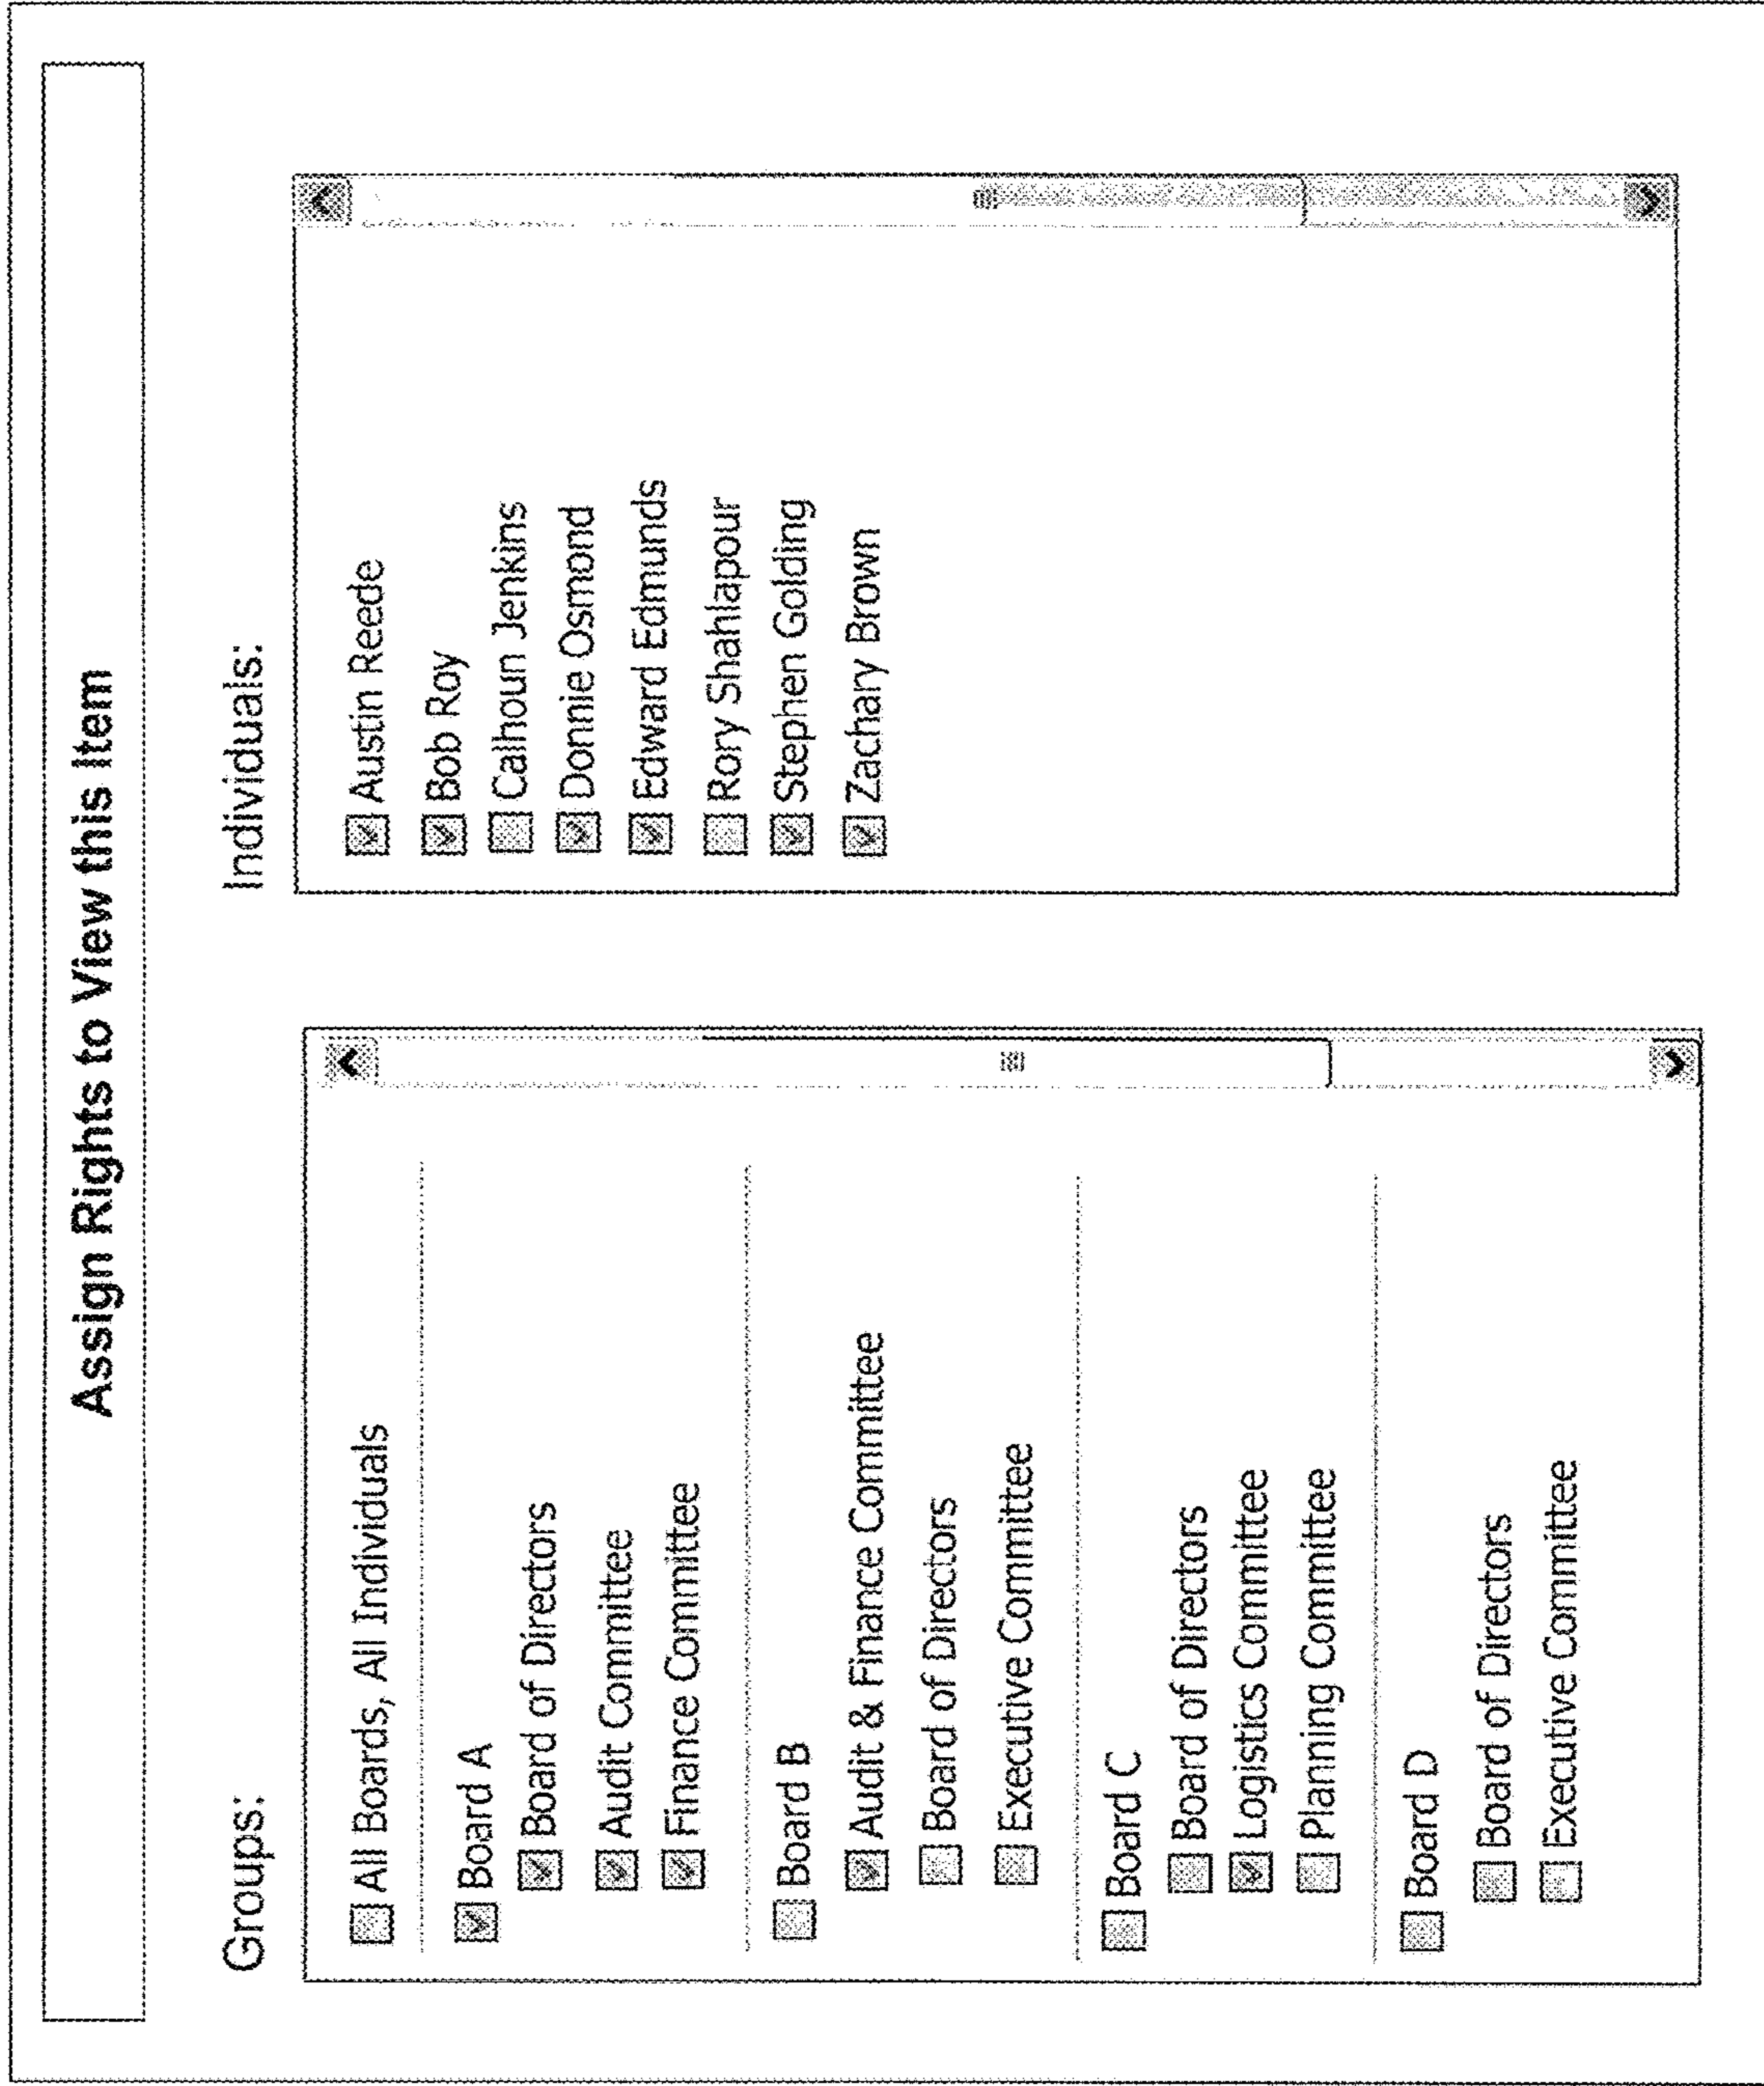 Assign Rights to View this Item
Groups:
All Boards, All Individuals
Board A
Board of Directors
Audit Committee
Finance Committee
Board B
Audit & Finance Committee
Board of Directors
Executive Committee
Board C
Board of Directors
Logistics Committee
Planning Committee
Board D
Board of Directors
Executive Committee
Individuals:
Austin Reede
Bob Roy
Calhoun Jenkins
Donnie Osmond
Edward Edmunds
Rory Shahlapour
Stephen Golding
Zachary Brown